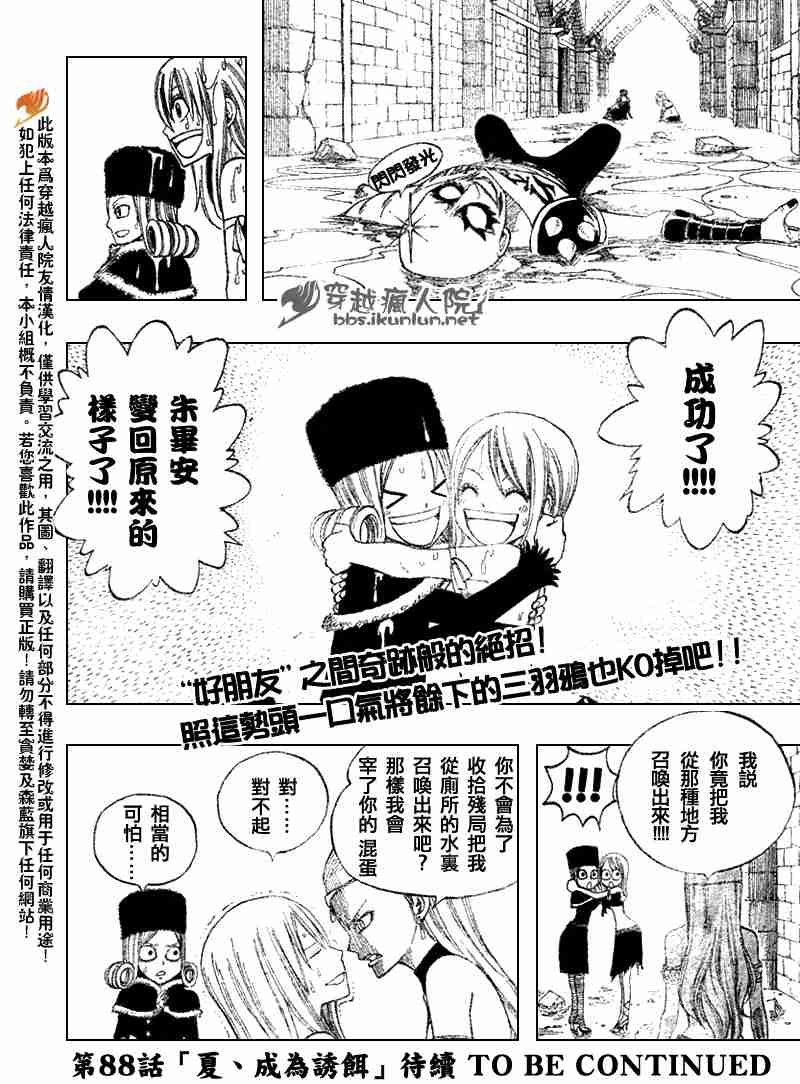 此版本爲穿越瘋人院友情漢化，僅供學習交流之用，其圖、翻譯以及任何部分不得進行修改或用于任何商業用途！
如犯上任何法律責任，本小組概不負責。若您喜歡此作品，請購買正版！請勿轉至貪婪及森藍旗下任何網站！
閃閃發光
穿越瘋人院
bbs.ikunlun.net
成功了!!!!
朱畢安
變回原來的
樣子了!!!!
“好朋友”之間奇跡般的絕招！
照這勢頭一口氣將餘下的三羽鴉也KO掉吧！！
我説
你竟把我
從那種地方
召喚出來!!!!
!!!
你不會為了
收拾殘局把我
從廁所的水裏
召喚出來吧？
那樣我會
宰了你的 混蛋
對……
對不起
相當的
可怕……
第88話「夏、成為誘餌」待續 TO BE CONTINUED